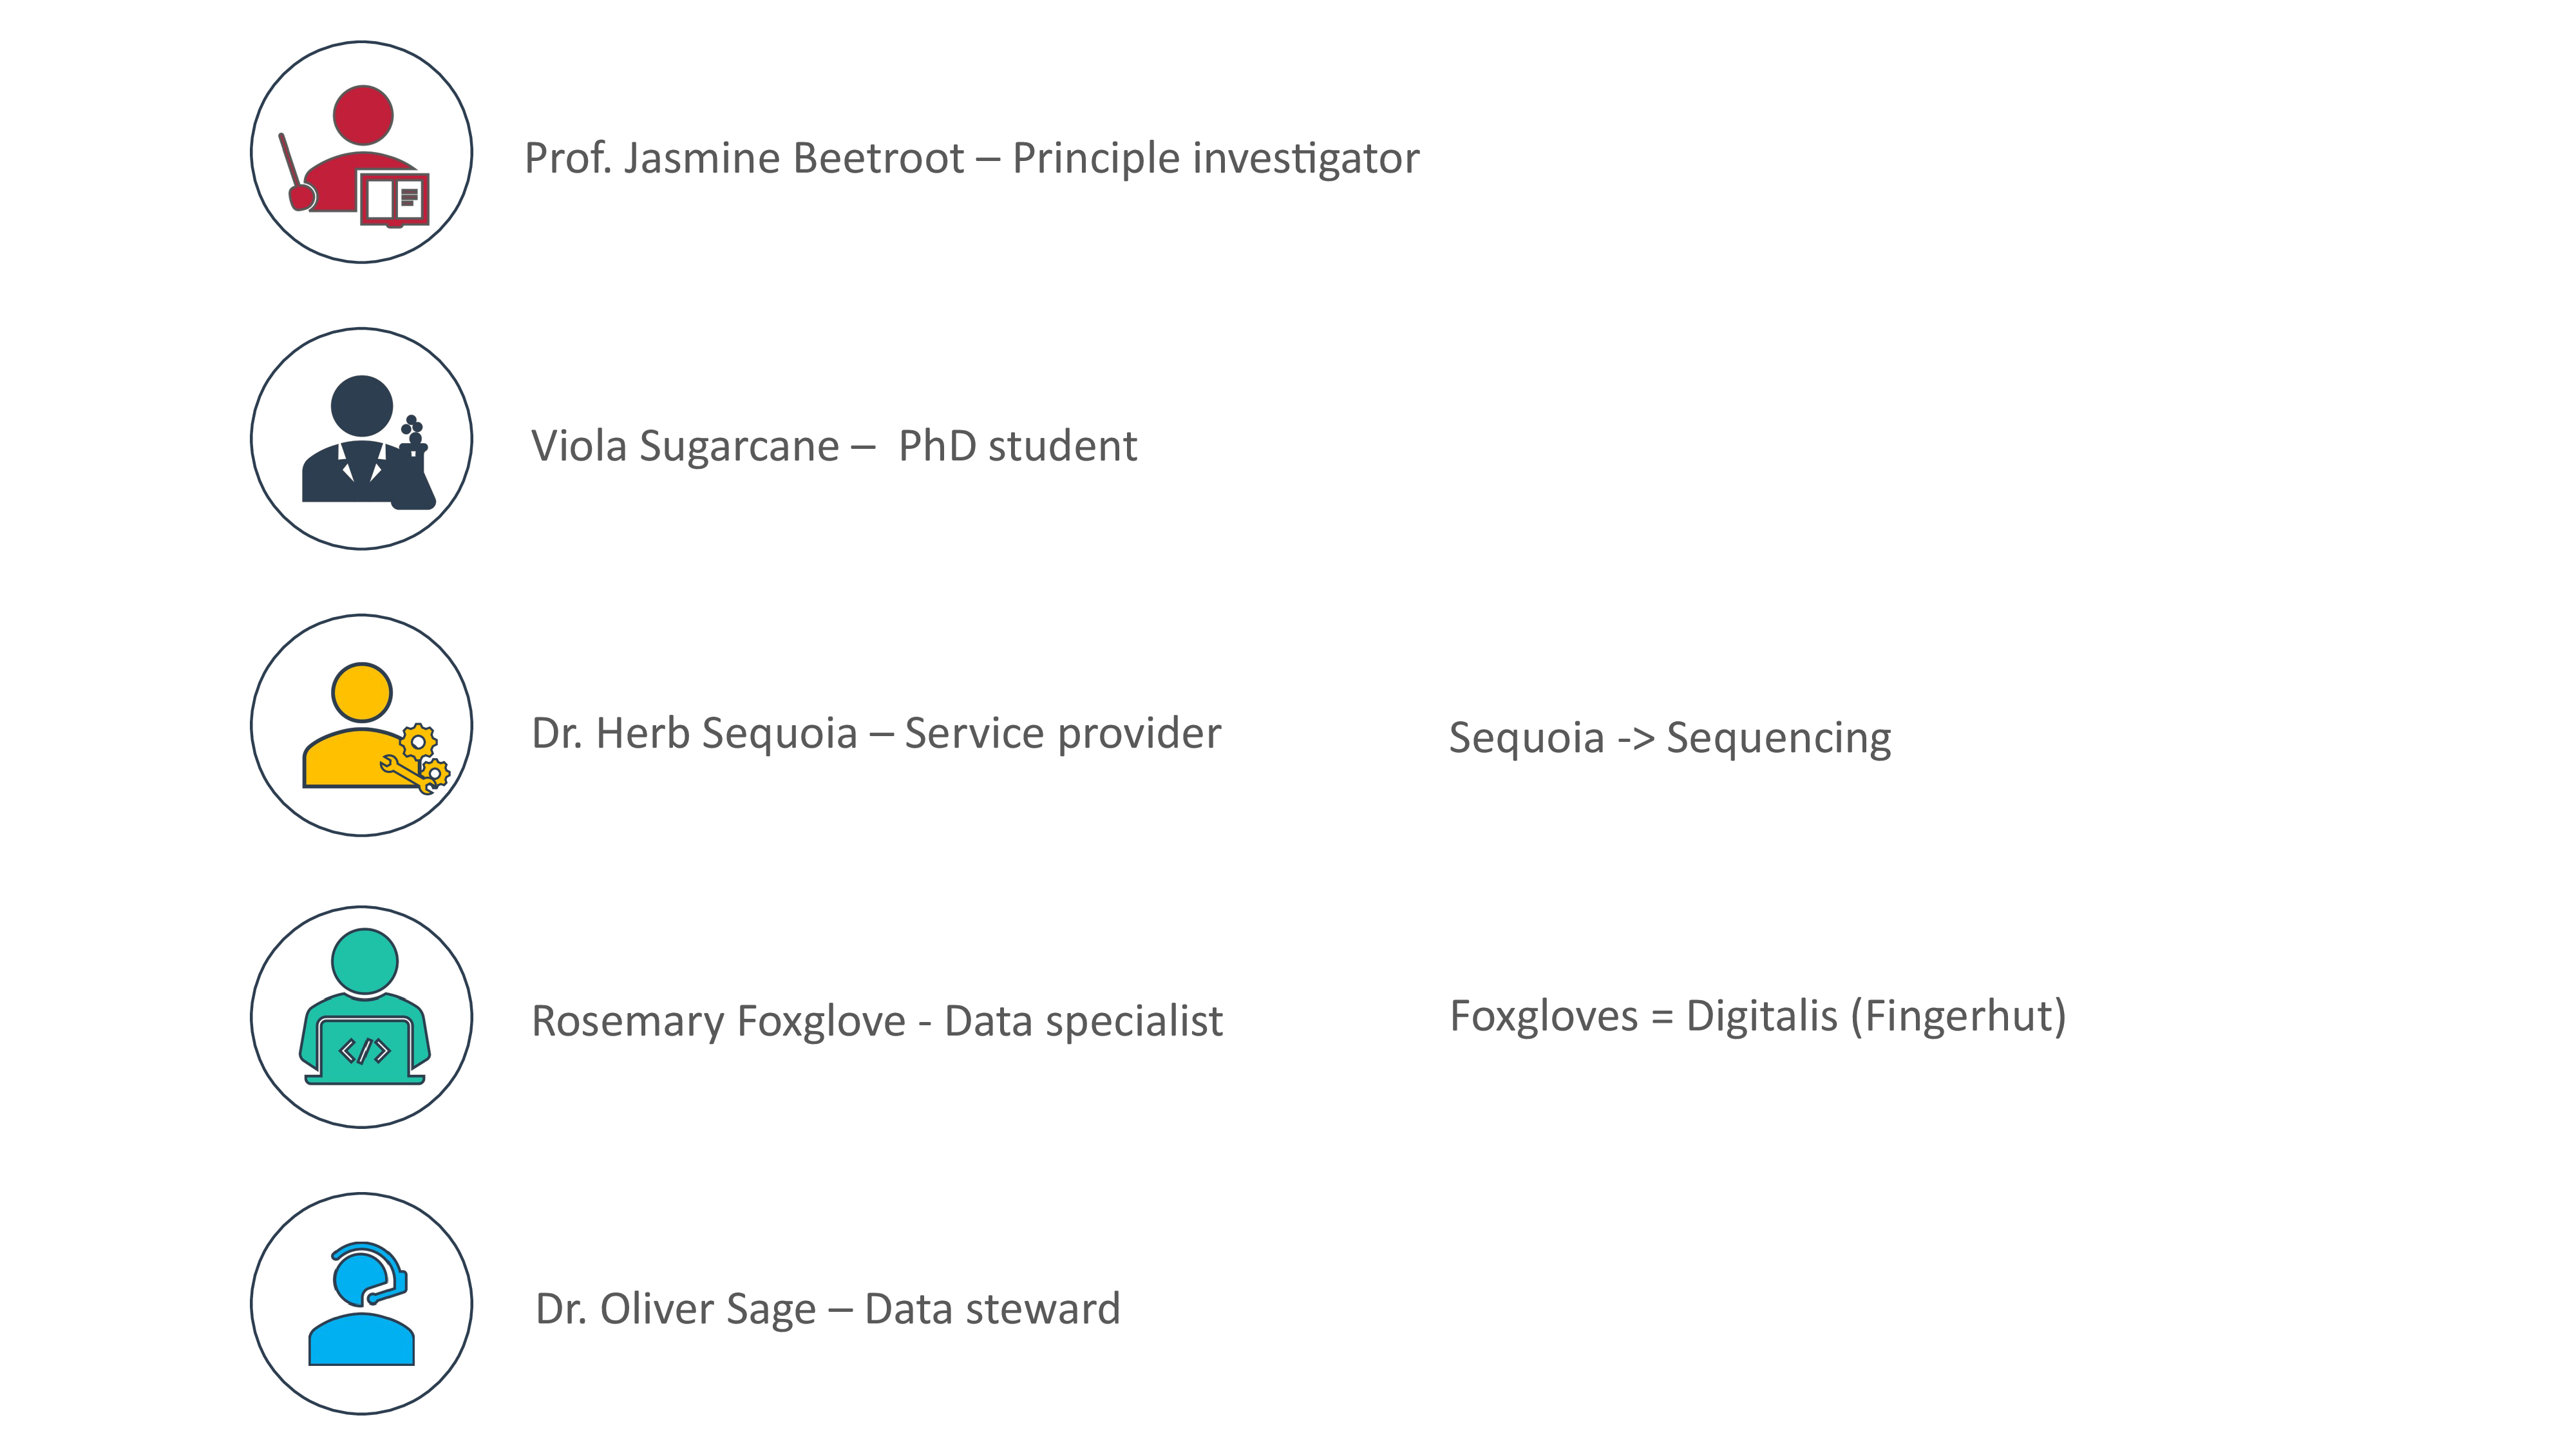 Prof. Jasmine Beetroot – Principle investigator
Viola Sugarcane –  PhD student
Dr. Herb Sequoia – Service provider
Sequoia -> Sequencing
Rosemary Foxglove - Data specialist
Foxgloves = Digitalis (Fingerhut)
</>
Dr. Oliver Sage – Data steward